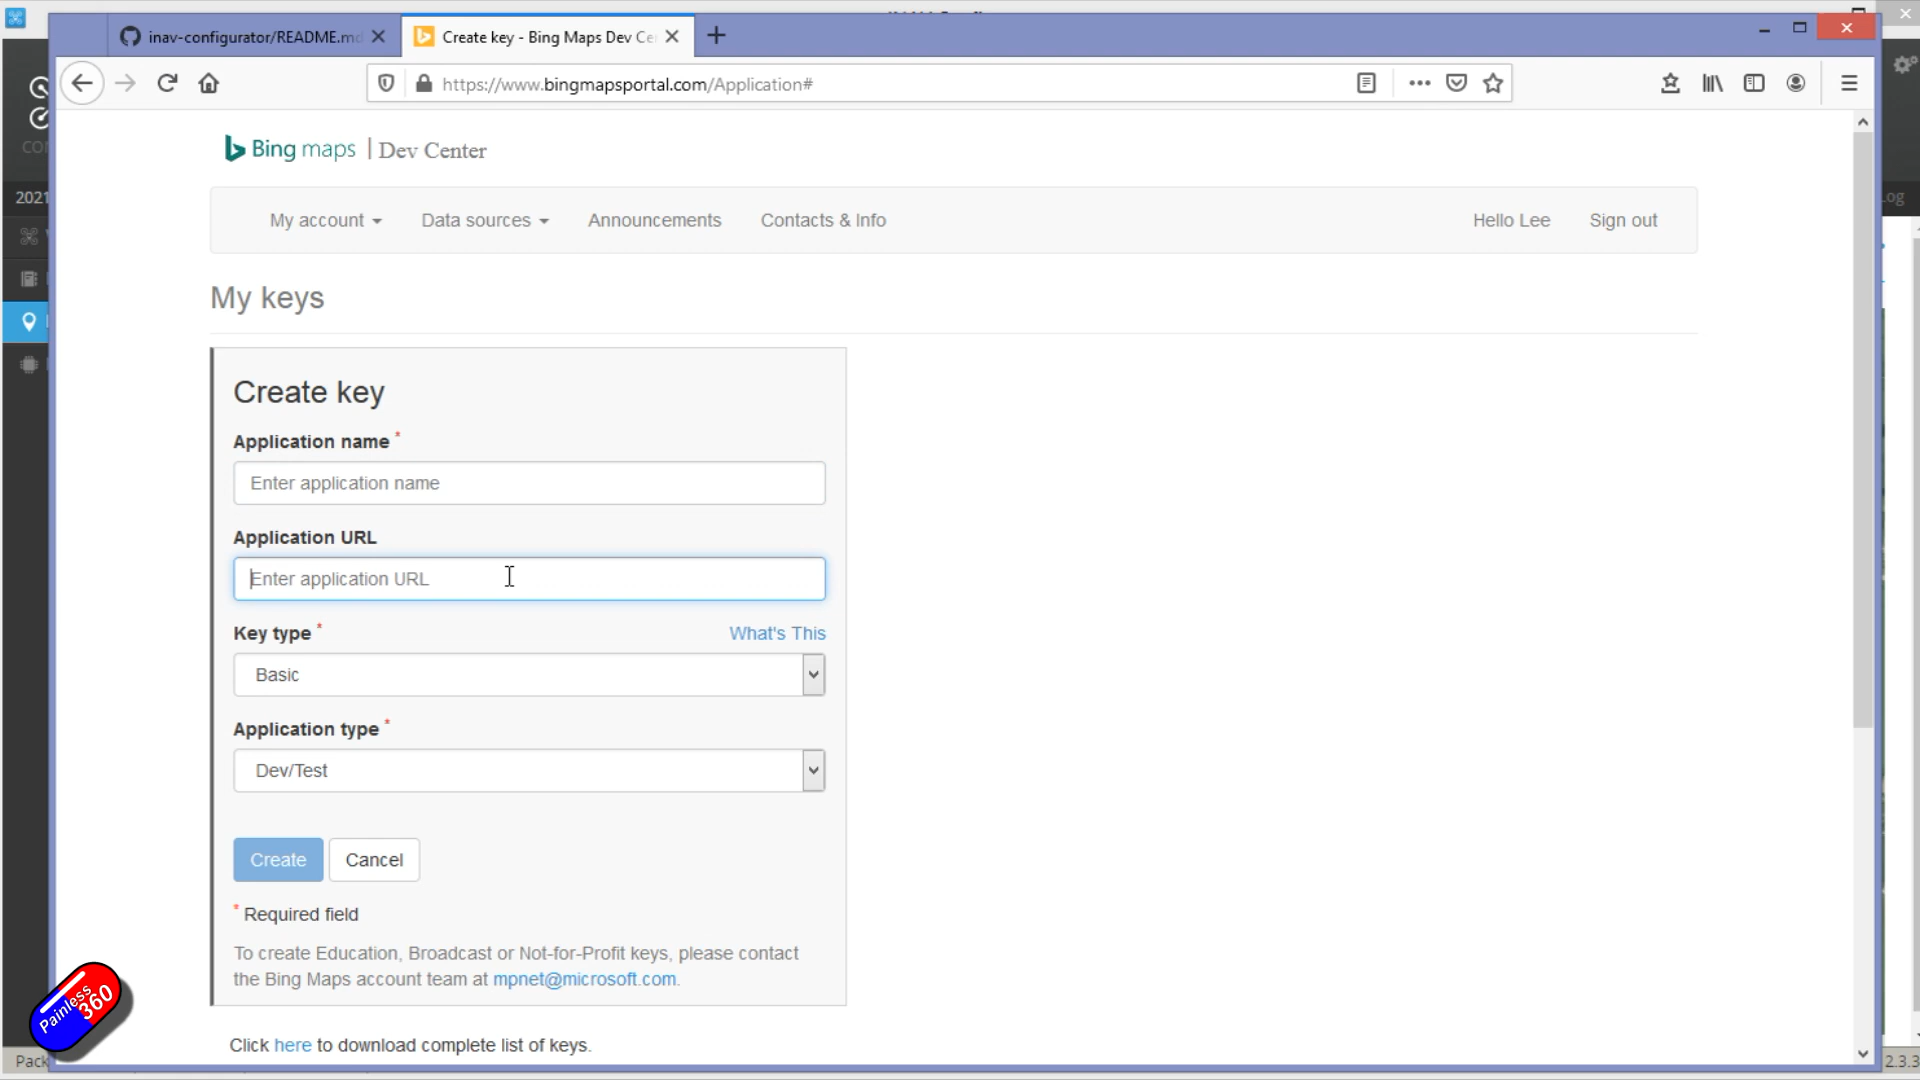 inav-configurator/README.md
Create key - Bing Maps Dev Ce
https://www.bingmapsportal.com/Application#
2021
Log
Bing maps | Dev Center
My account
Data sources
Announcements
Contacts & Info
Hello Lee
Sign out
My keys
Create key
Application name *
Enter application name
Application URL
Enter application URL
Key type *
What's This
Basic
Application type *
Dev/Test
Create
Cancel
* Required field
To create Education, Broadcast or Not-for-Profit keys, please contact
the Bing Maps account team at mpnet@microsoft.com.
Click here to download complete list of keys.
Painless
360
Pack
2.3.3